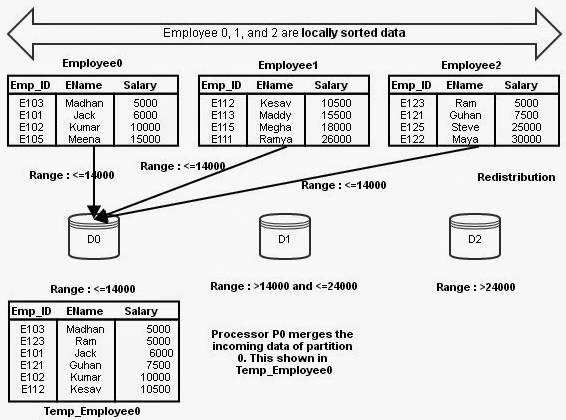 Employee 0, 1, and 2 are locally sorted data
Employee0
Emp_ID EName Salary
E103 Madhan 5000
E101 Jack 6000
E102 Kumar 10000
E105 Meena 15000
Employee1
Emp_ID EName Salary
E112 Kesav 10500
E113 Maddy 15500
E115 Megha 18000
E111 Ramya 26000
Employee2
Emp_ID EName Salary
E123 Ram 5000
E121 Guhan 7500
E125 Steve 25000
E122 Maya 30000
Range : <=14000
Range : <=14000
Range : <=14000
Redistribution
D0
D1
D2
Range : <=14000
Range : >14000 and <=24000
Range : >24000
Emp_ID EName Salary
E103 Madhan 5000
E123 Ram 5000
E101 Jack 6000
E121 Guhan 7500
E102 Kumar 10000
E112 Kesav 10500
Temp_Employee0
Processor P0 merges the
incoming data of partition
0. This shown in
Temp_Employee0